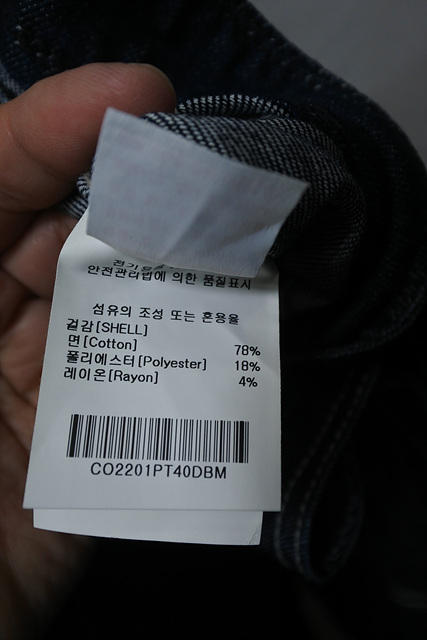 안전관리법에 의한 품질표시
섬유의 조성 또는 혼용율
겉감[SHELL]
면[Cotton] 78%
폴리에스터[Polyester] 18%
레이온[Rayon] 4%
CO2201PT40DBM